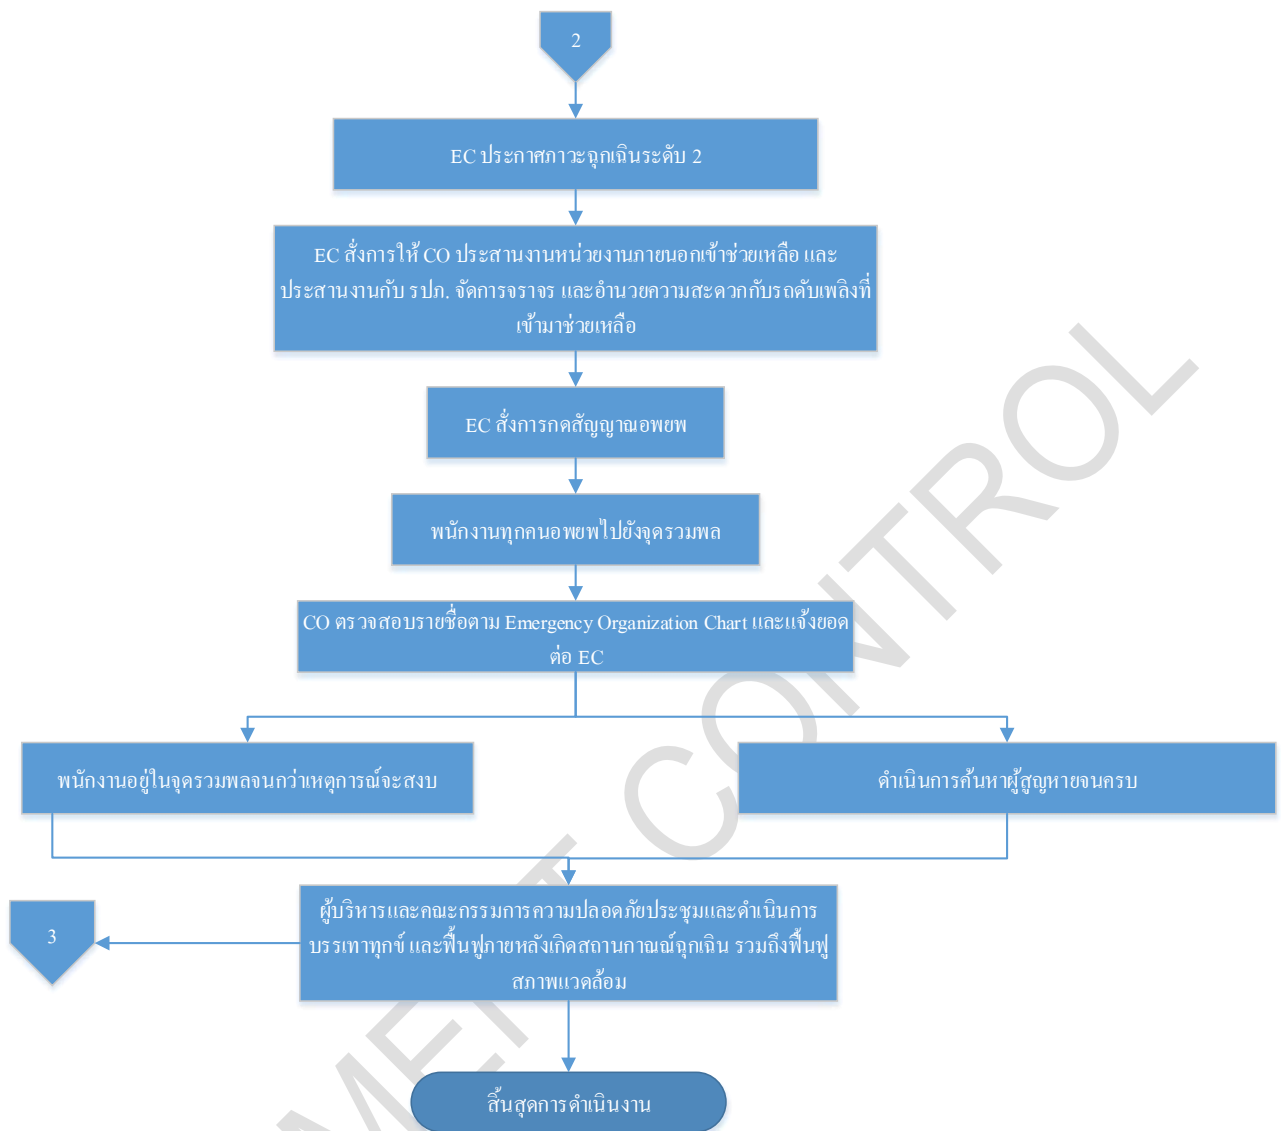 2
EC ประกาศภาวะฉุกเฉินระดับ 2
EC สั่งการให้ CO ประสานงานหน่วยงานภายนอกเข้าช่วยเหลือ และ
ประสานงานกับ รปภ. จัดการจราจร และอำนวยความสะดวกกับรถดับเพลิงที่
เข้ามาช่วยเหลือ
EC สั่งการกดสัญญาณอพยพ
พนักงานทุกคนอพยพไปยังจุดรวมพล
CO ตรวจสอบรายชื่อตาม Emergency Organization Chart และแจ้งยอด
ต่อ EC
พนักงานอยู่ในจุดรวมพลจนกว่าเหตุการณ์จะสงบ
ดำเนินการค้นหาผู้สูญหายจนครบ
ผู้บริหารและคณะกรรมการความปลอดภัยประชุมและดำเนินการ
บรรเทาทุกข์ และฟื้นฟูภายหลังเกิดสถานกาณณ์ฉุกเฉิน รวมถึงฟื้นฟู
สภาพแวดล้อม
3
สิ้นสุดการดำเนินงาน
MENT CONTROL